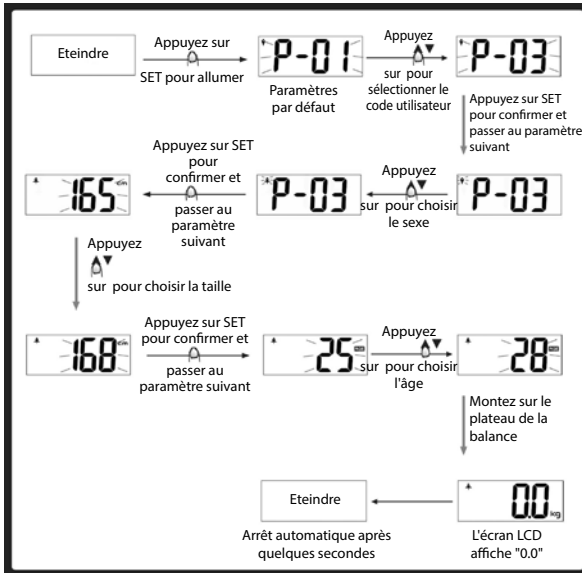 Eteindre
Appuyez sur
SET pour allumer
P-01
Paramètres
par défaut
Appuyez
sur pour
sélectionner le
code utilisateur
P-03
Appuyez sur SET
pour confirmer et
passer au paramètre
suivant
P-03
Appuyez
sur pour choisir
le sexe
P-03
Appuyez sur SET
pour
confirmer et
passer au
paramètre
suivant
165 cm
Appuyez
sur pour choisir la taille
168 cm
Appuyez sur SET
pour confirmer et
passer au
paramètre suivant
25
Appuyez
sur pour choisir
l'âge
28
Montez sur le
plateau de la
balance
0.0 kg
L'écran LCD
affiche "0.0"
Eteindre
Arrêt automatique après
quelques secondes